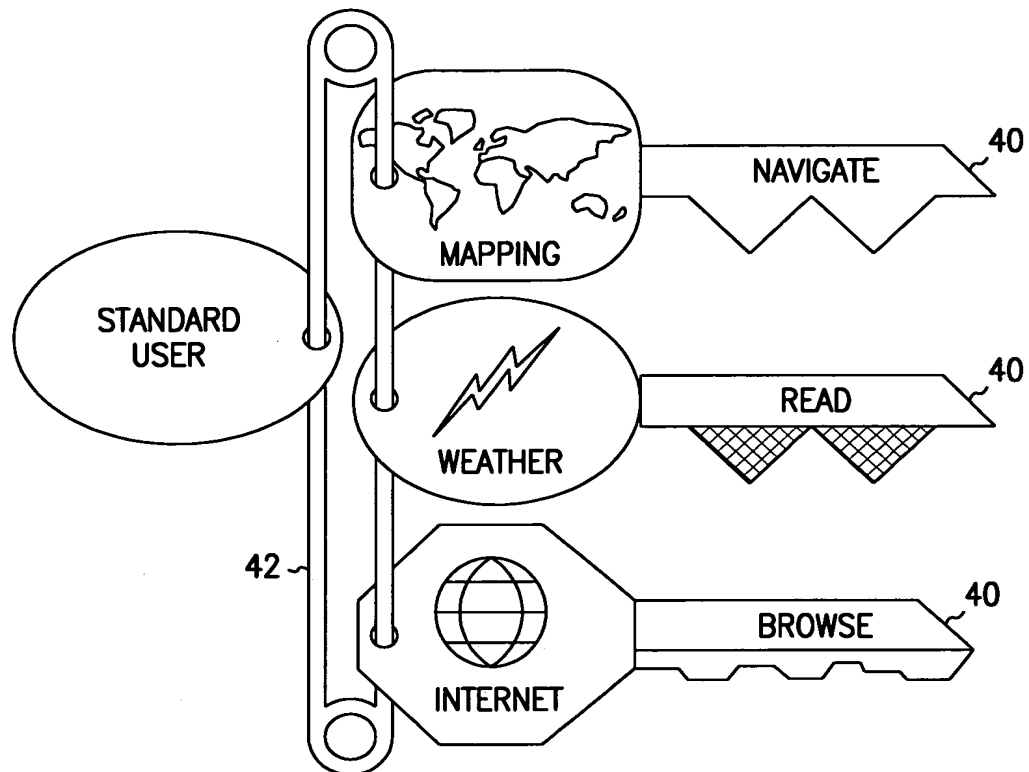 40
NAVIGATE
MAPPING
STANDARD
USER
40
READ
WEATHER
42
40
BROWSE
INTERNET